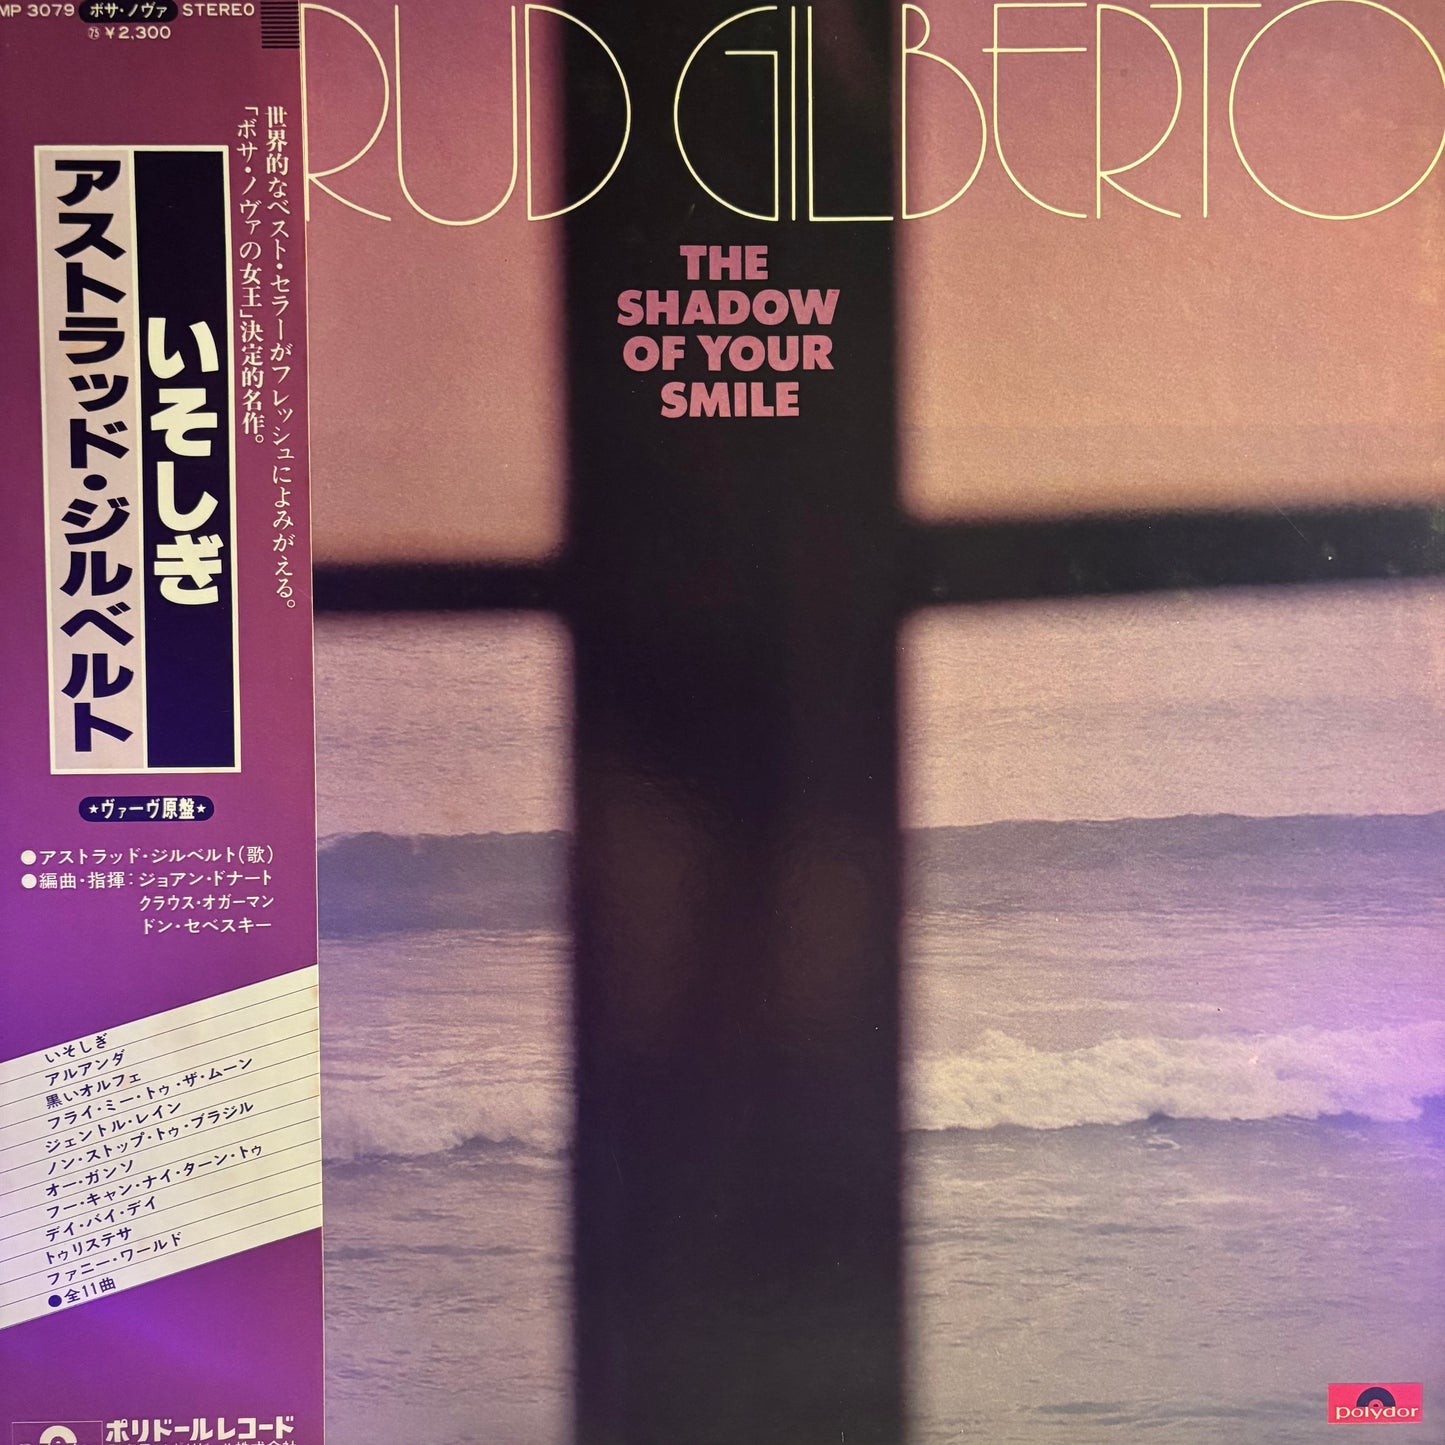 MP 3079 ボサ・ノヴァ STEREO
㊄ ¥2,300
世界的なベスト・セラーがフレッシュによみがえる。
「ボサ・ノヴァの女王」決定的名作。
いそしぎ
アストラッド・ジルベルト
★ヴァーヴ原盤★
●アストラッド・ジルベルト(歌)
●編曲・指揮:ジョアン・ドナート
クラウス・オガーマン
ドン・セベスキー
いそしぎ
アルアンダ
黒いオルフェ
フライ・ミー・トゥ・ザ・ムーン
ジェントル・レイン
ノン・ストップ・トゥ・ブラジル
オー・ガンソ
フー・キャン・ナイ・ターン・トゥ
デイ・バイ・デイ
トゥリステサ
ファニー・ワールド
●全11曲
ポリドールレコード
RUD GILBERTO
THE
SHADOW
OF YOUR
SMILE
polydor